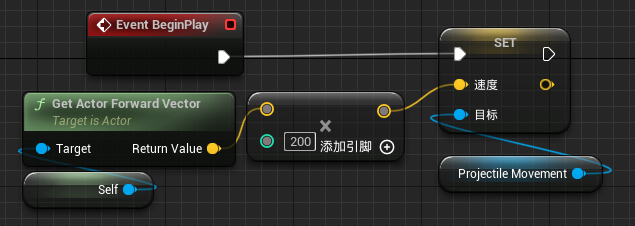 Event BeginPlay
SET
速度
目标
f Get Actor Forward Vector
Target is Actor
Target
Return Value
200
添加引脚
Self
Projectile Movement